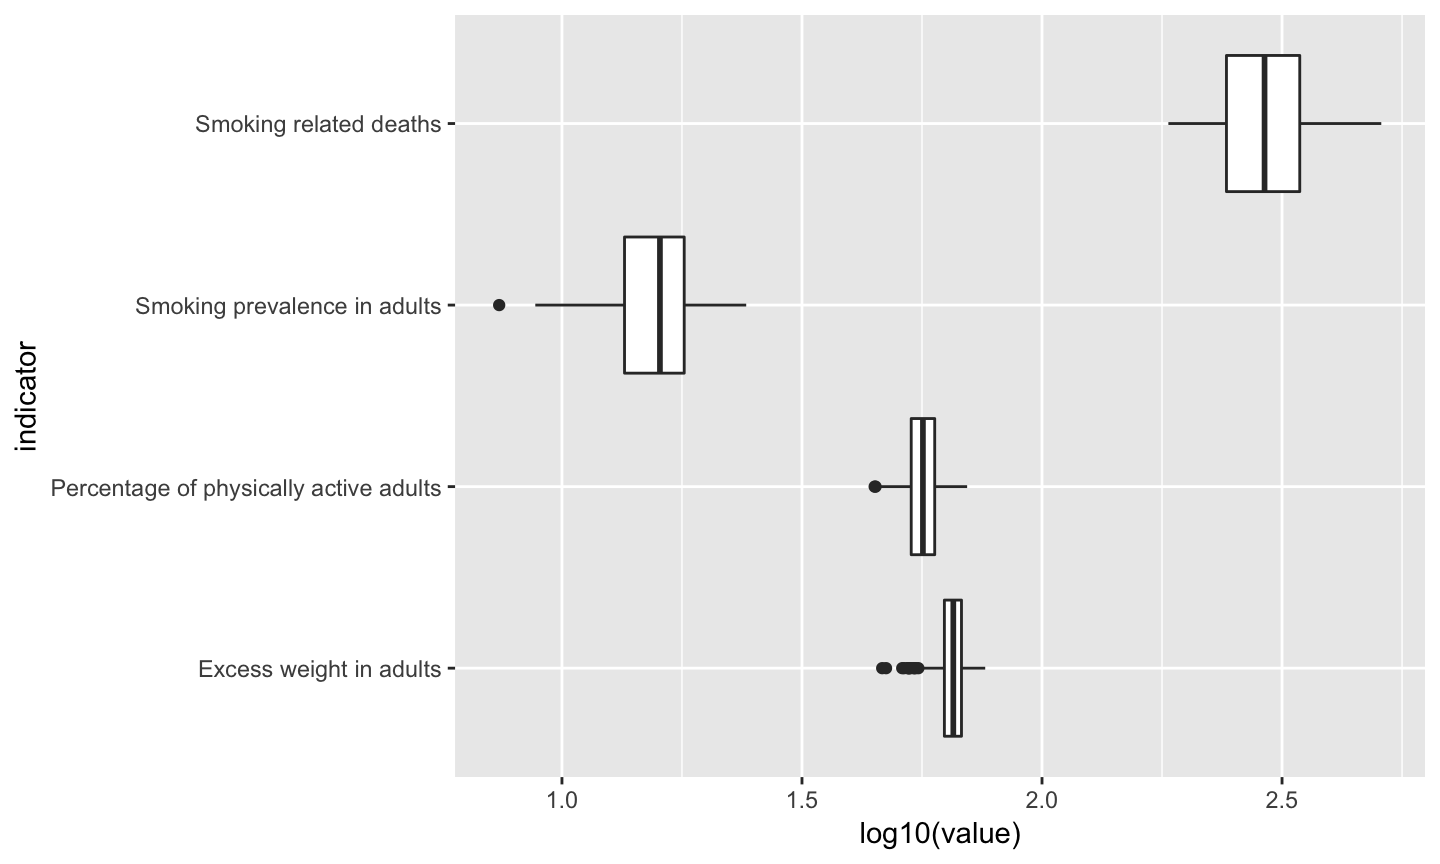 Smoking related deaths
Smoking prevalence in adults
indicator
Percentage of physically active adults
Excess weight in adults
1.0 1.5 2.0 2.5
log10(value)